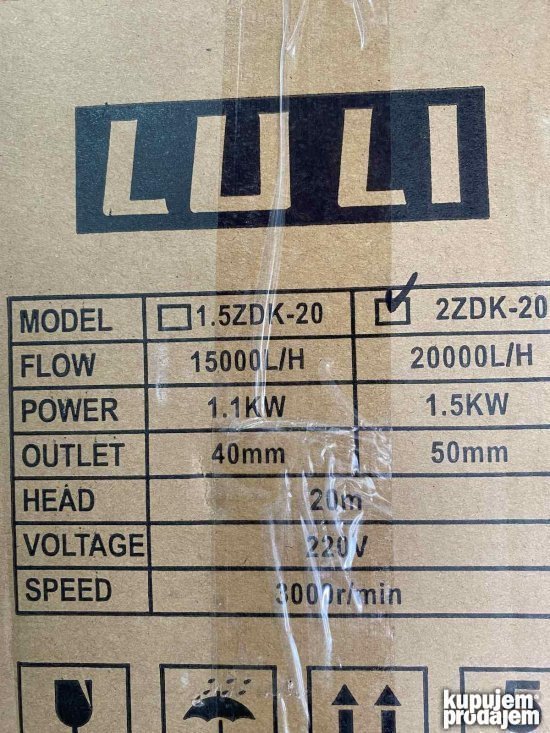 LULI
MODEL 1.5ZDK-20 2ZDK-20
FLOW 15000L/H 20000L/H
POWER 1.1KW 1.5KW
OUTLET 40mm 50mm
HEAD 20m
VOLTAGE 220V
SPEED 3000r/min
5
kupujem
prodajem